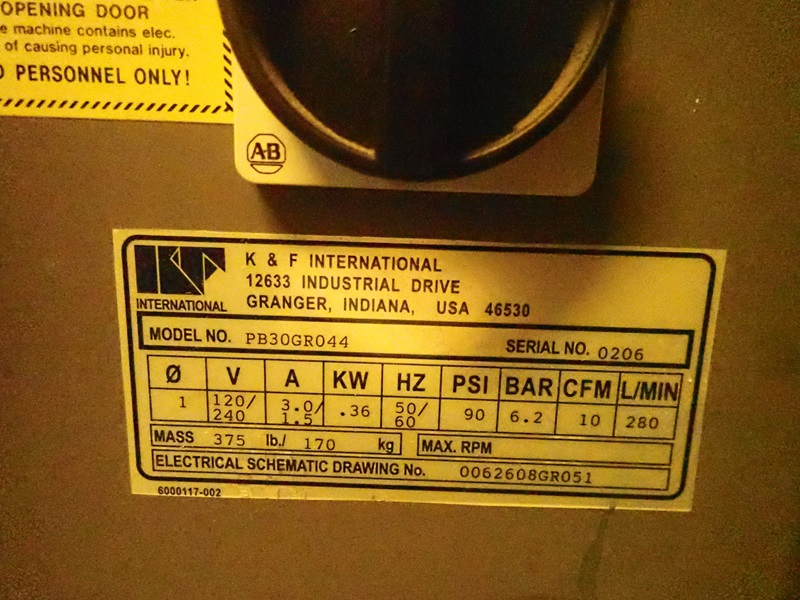 OPENING DOOR
machine contains elec.
of causing personal injury.
PERSONNEL ONLY!
A-B
INTERNATIONAL
K & F INTERNATIONAL
12633 INDUSTRIAL DRIVE
GRANGER, INDIANA, USA 46530
MODEL NO. PB30GR044 SERIAL NO. 0206
Ø V A KW HZ PSI BAR CFM L/MIN
1 120/240 3.0/1.5 .36 50/60 90 6.2 10 280
MASS 375 lb./ 170 kg MAX. RPM
ELECTRICAL SCHEMATIC DRAWING No. 0062608GR051
6000117-002